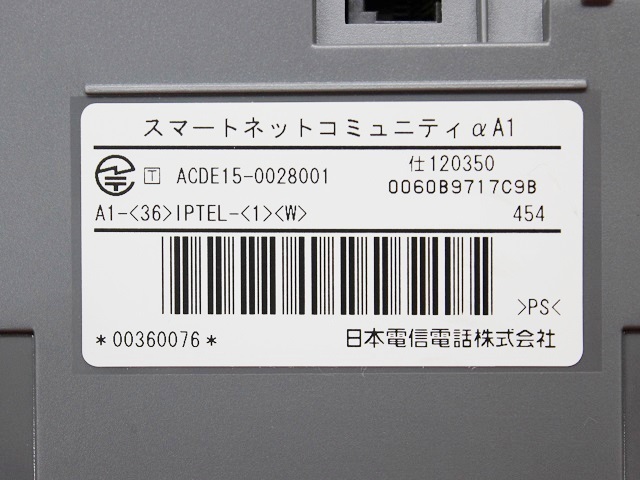 スマートネットコミュニティαA1
T ACDE15-0028001
仕120350
0060B9717C9B
A1-<36>IPTEL-<1><W>
454
>PS<
*00360076*
日本電信電話株式会社